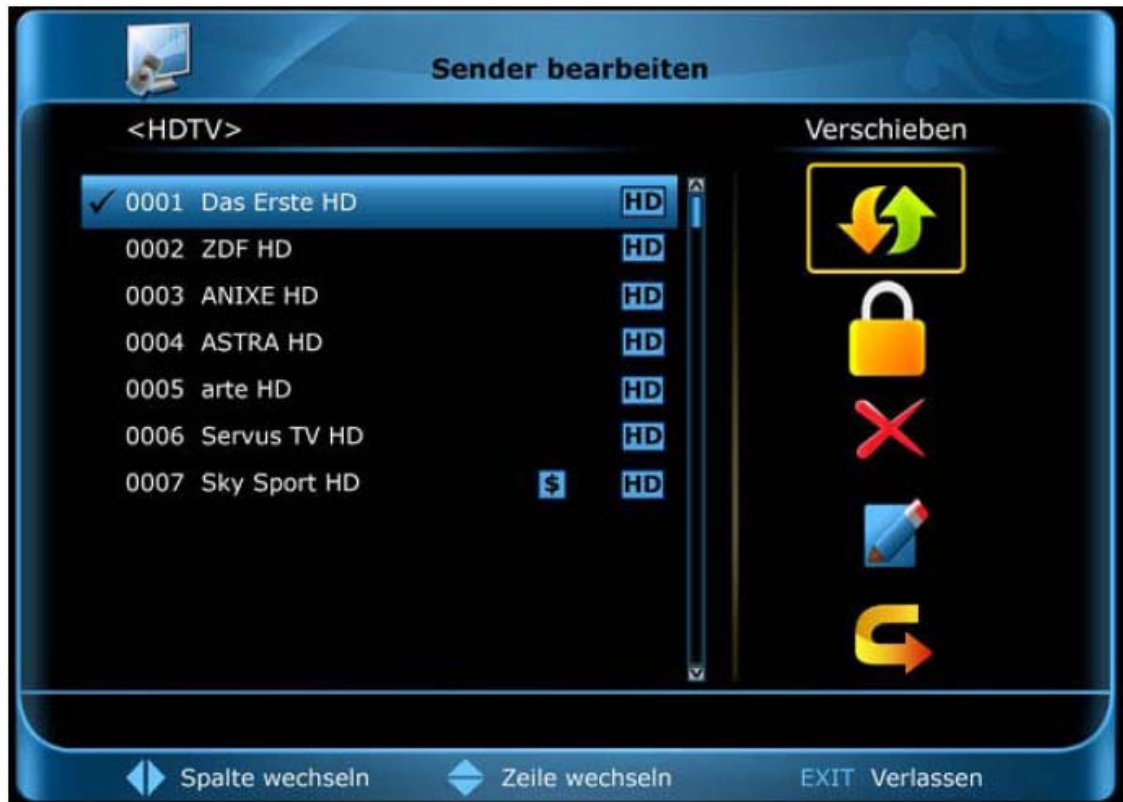 Sender bearbeiten
<HDTV>
Verschieben
0001 Das Erste HD HD
0002 ZDF HD HD
0003 ANIXE HD HD
0004 ASTRA HD HD
0005 arte HD HD
0006 Servus TV HD HD
0007 Sky Sport HD $ HD
Spalte wechseln Zeile wechseln EXIT Verlassen